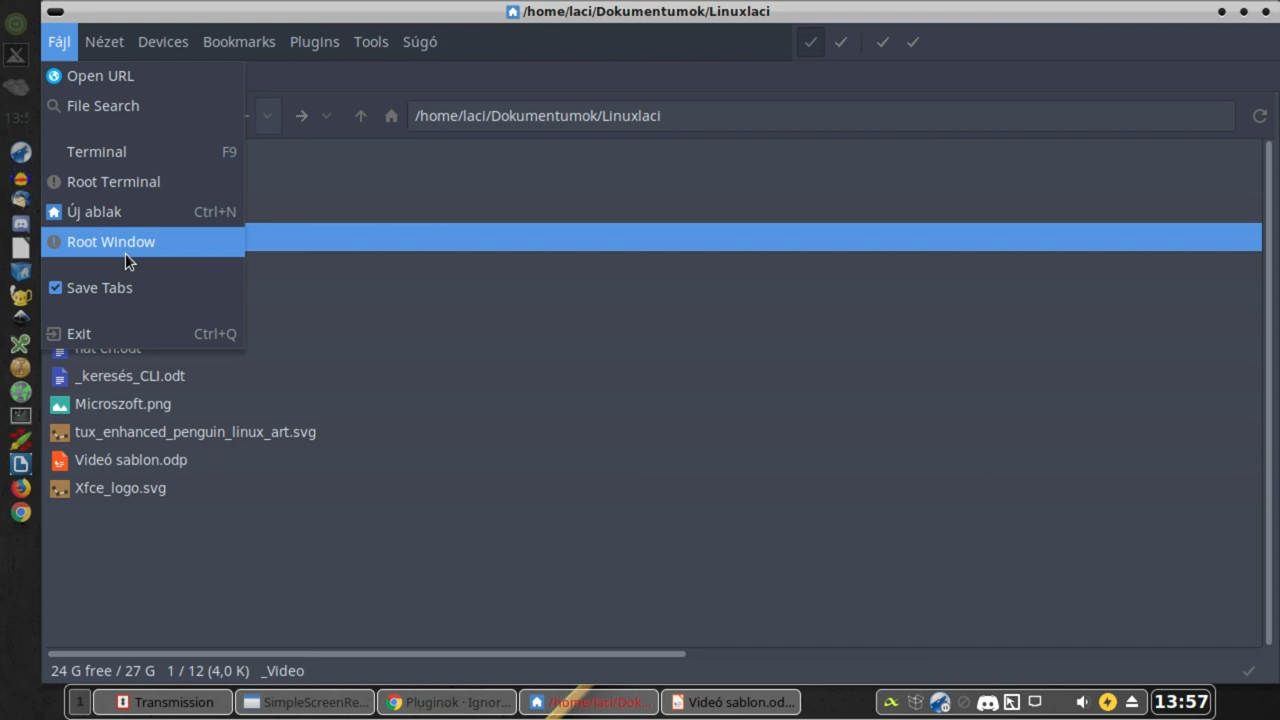 /home/laci/Dokumentumok/Linuxlaci
Fájl Nézet Devices Bookmarks Plugins Tools Súgó
Open URL
File Search
/home/laci/Dokumentumok/Linuxlaci
Terminal F9
Root Terminal
Új ablak Ctrl+N
Root Window
Save Tabs
Exit Ctrl+Q
_keresés_CLI.odt
Microszoft.png
tux_enhanced_penguin_linux_art.svg
Videó sablon.odp
Xfce_logo.svg
24 G free / 27 G 1 / 12 (4,0 K) _Video
1 Transmission SimpleScreenRe... Pluginok · Ignor... /home/laci/Dok... Videó sablon.od... 13:57